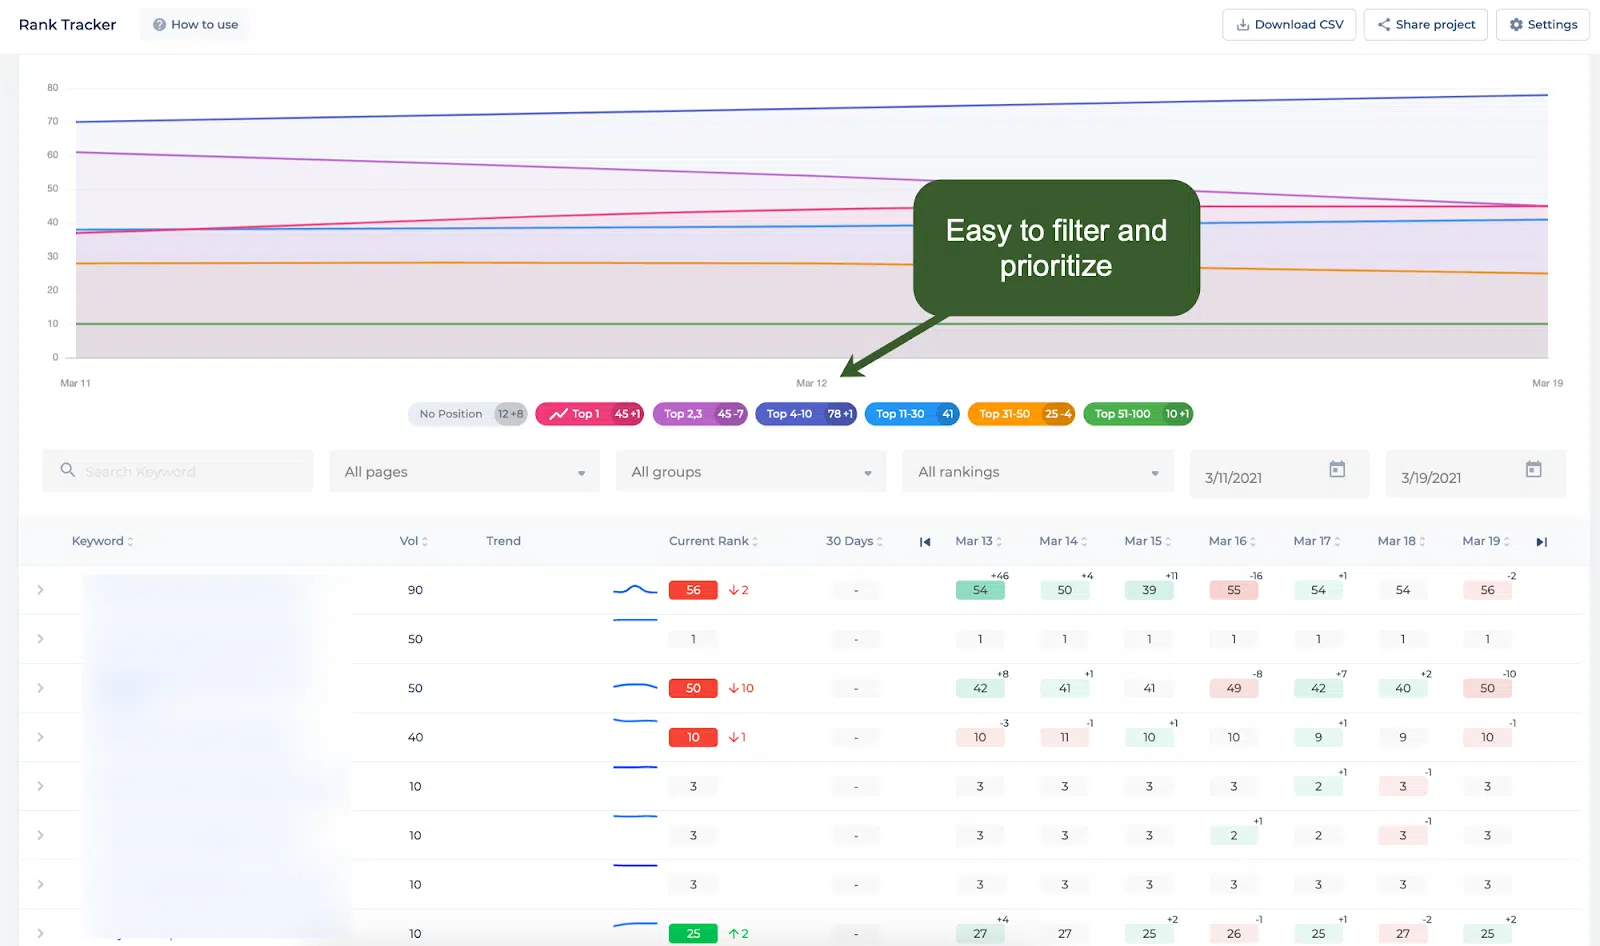 Rank Tracker How to use Download CSV Share project Settings
80
70
60
50
40
30
20
10
0
Easy to filter and
prioritize
Mar 11 Mar 12 Mar 19
No Position 12 +8 Top 1 45 +1 Top 2,3 45 -7 Top 4-10 78 +1 Top 11-30 41 Top 31-50 25 -4 Top 51-100 10 +1
Search Keyword All pages All groups All rankings 3/11/2021 3/19/2021
Keyword Vol Trend Current Rank 30 Days Mar 13 Mar 14 Mar 15 Mar 16 Mar 17 Mar 18 Mar 19
+46 +4 +11 -16 +1 -2
90 56 ↓2 - 54 50 39 55 54 54 56
50 1 - 1 1 1 1 1 1 1
+8 +1 -8 +7 +2 -10
50 50 ↓10 - 42 41 41 49 42 40 50
-3 -1 +1 +1 -1
40 10 ↓1 - 10 11 10 10 9 9 10
+1 -1
10 3 - 3 3 3 3 2 3 3
+1 -1
10 3 - 3 3 3 2 2 3 3
10 3 - 3 3 3 3 3 3 3
+4 +2 -1 +1 -2 +2
10 25 ↑2 - 27 27 25 26 25 27 25